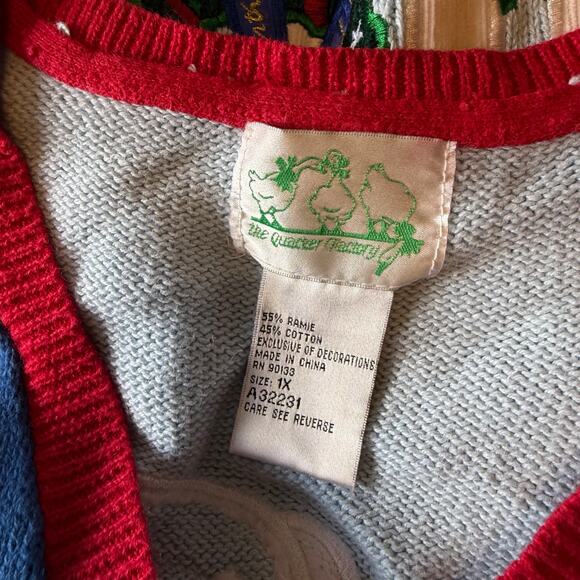 the Quacker Factory
55% RAMIE
45% COTTON
EXCLUSIVE OF DECORATIONS
MADE IN CHINA
RN 90133
SIZE: 1X
A32231
CARE SEE REVERSE